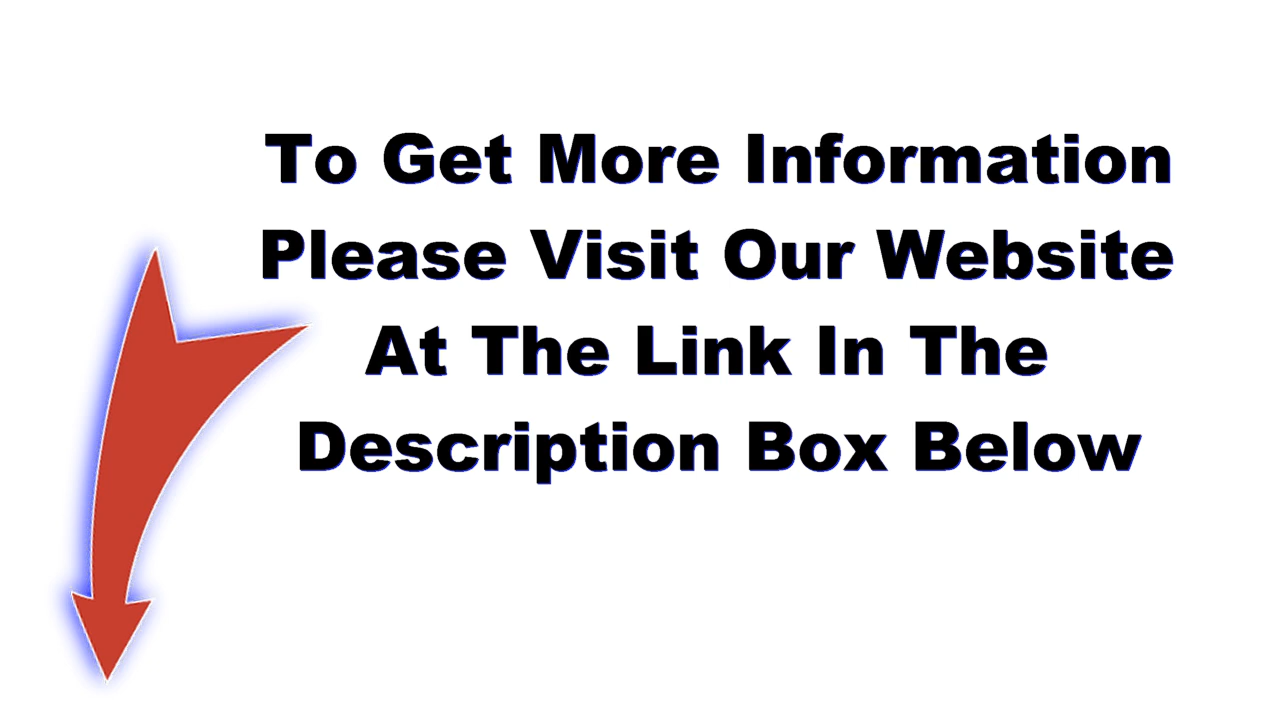 To Get More Information
Please Visit Our Website
At The Link In The
Description Box Below